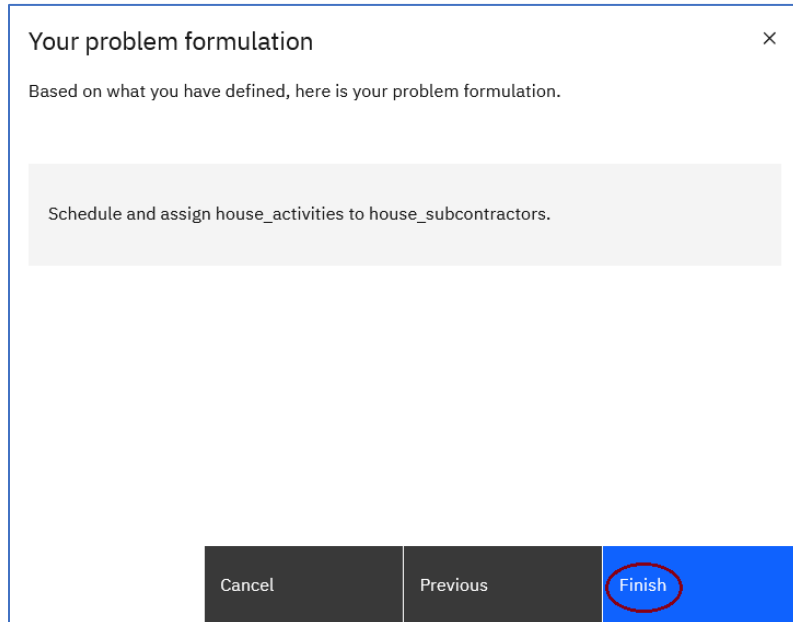 Your problem formulation
Based on what you have defined, here is your problem formulation.
Schedule and assign house_activities to house_subcontractors.
Cancel
Previous
Finish